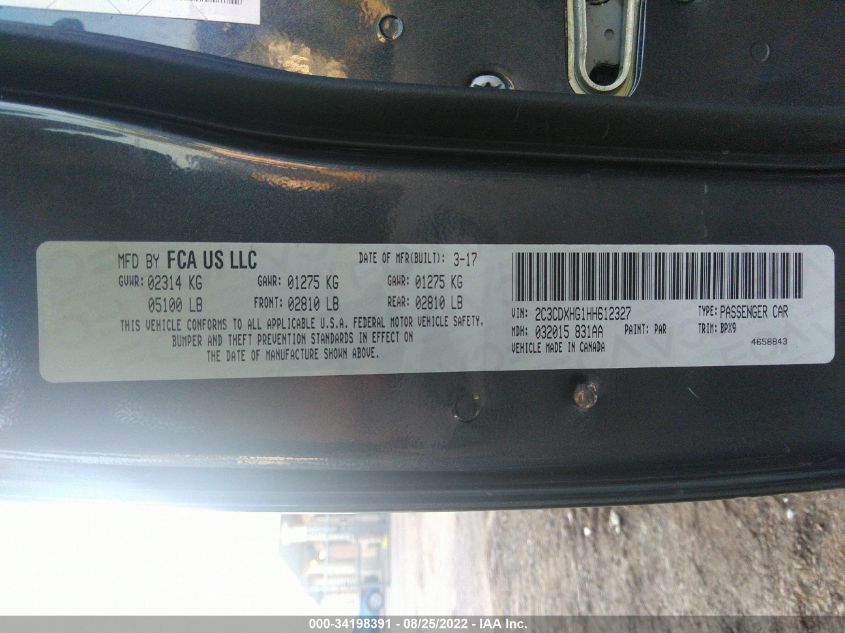 MFD BY FCA US LLC DATE OF MFR(BUILT): 3-17
GVWR: 02314 KG GAWR: 01275 KG GAWR: 01275 KG
05100 LB FRONT: 02810 LB REAR: 02810 LB
THIS VEHICLE CONFORMS TO ALL APPLICABLE U.S.A. FEDERAL MOTOR VEHICLE SAFETY,
BUMPER AND THEFT PREVENTION STANDARDS IN EFFECT ON
THE DATE OF MANUFACTURE SHOWN ABOVE.
VIN: 2C3CDXHG1HH612327 TYPE: PASSENGER CAR
MDH: 032015 831AA PAINT: PAR TRIM: BPX9
VEHICLE MADE IN CANADA 4658843
000-34198391 - 08/25/2022 - IAA Inc.